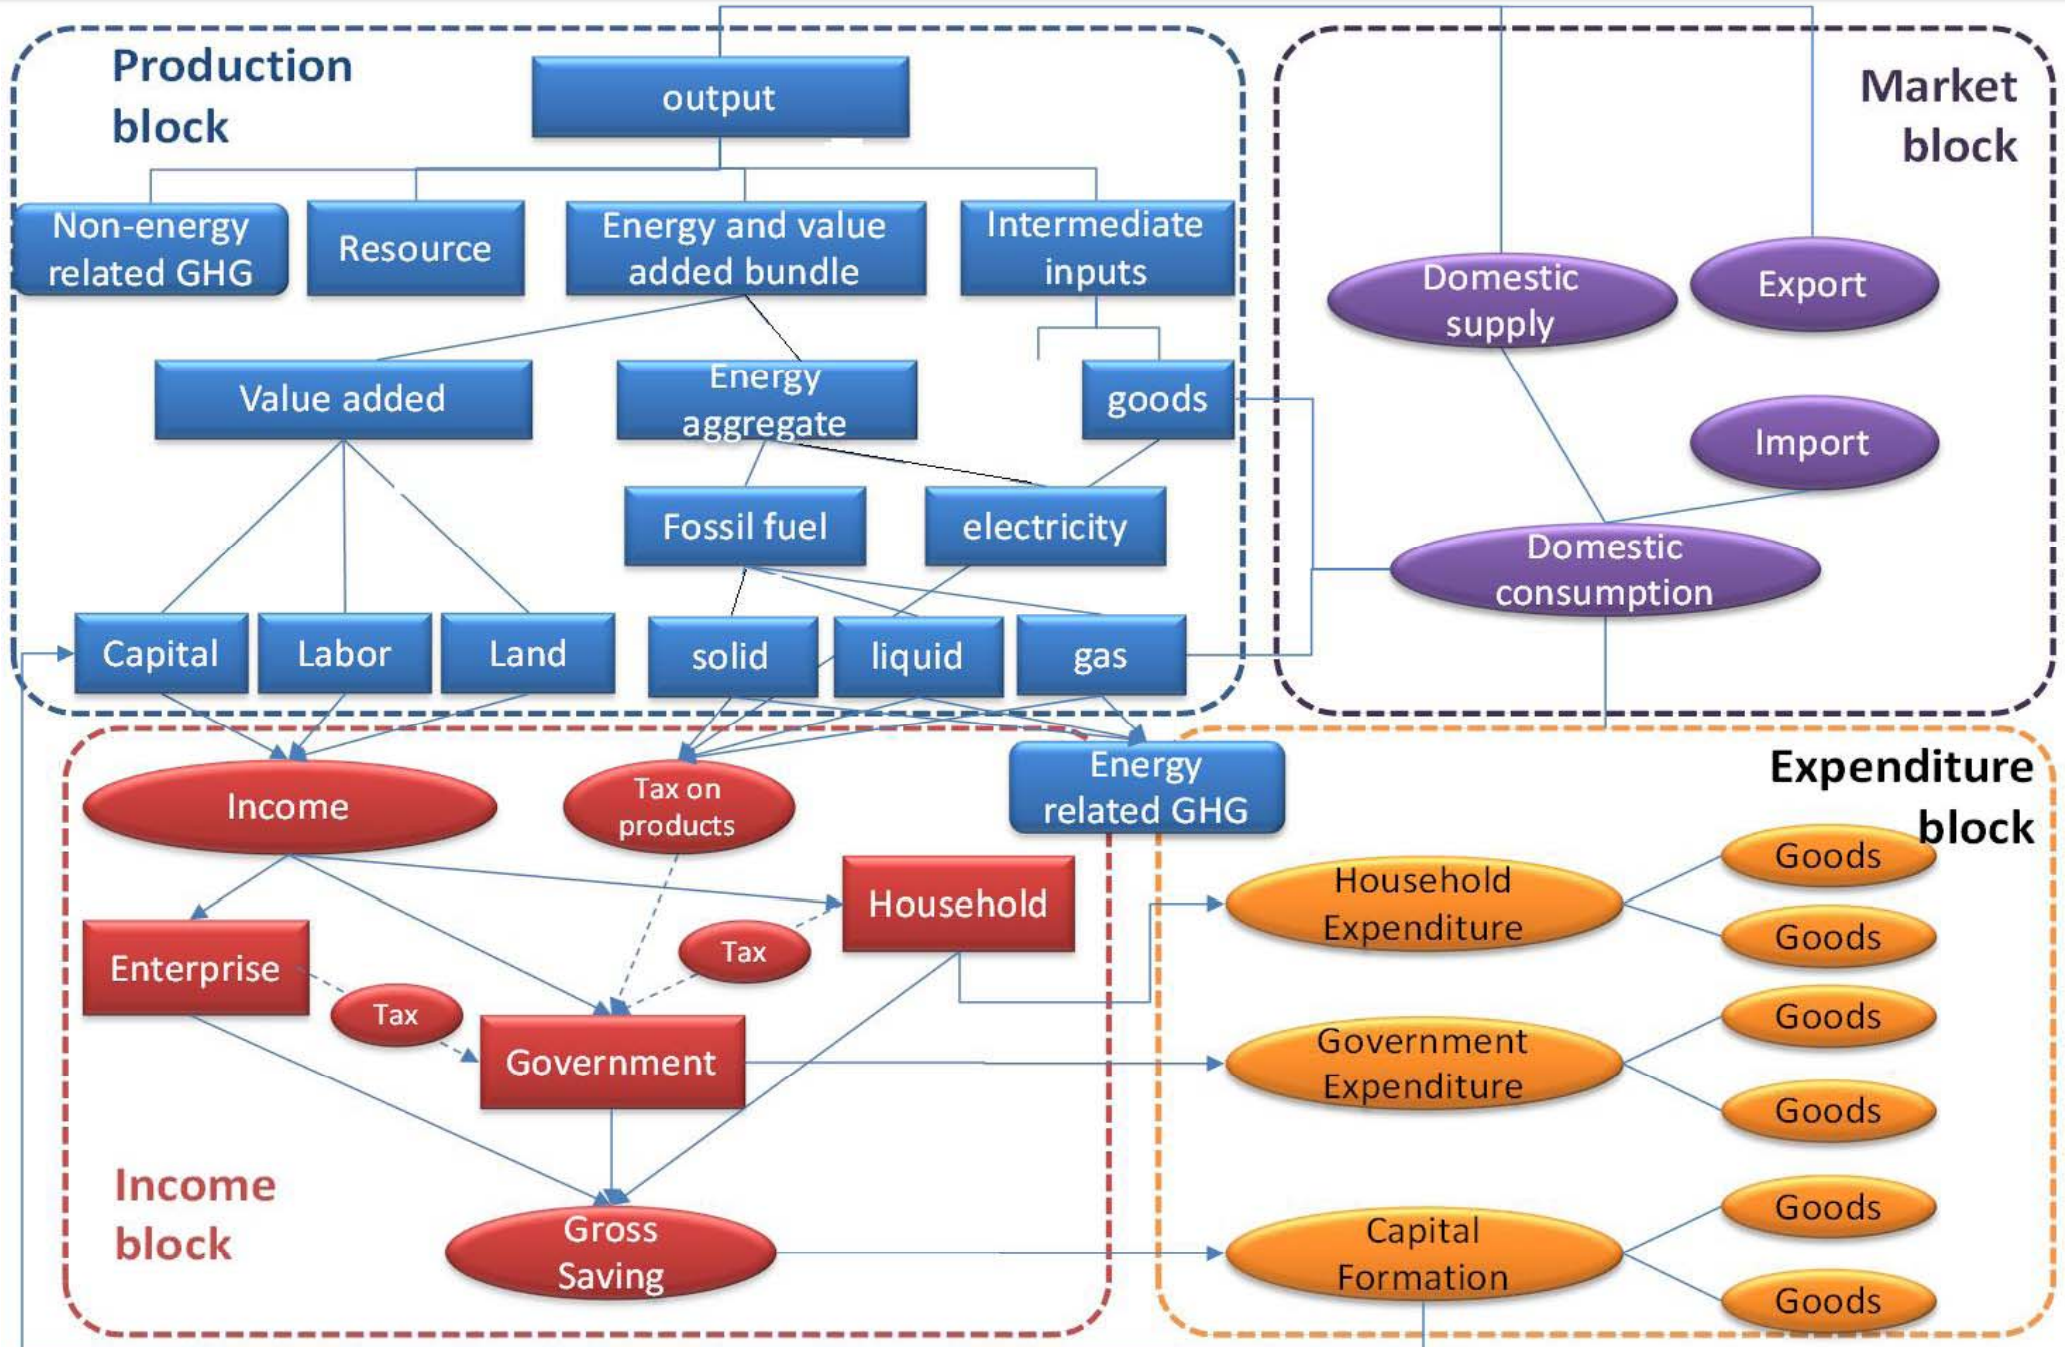 Production
block
output
Market
block
Non-energy
related GHG
Resource
Energy and value
added bundle
Intermediate
inputs
Domestic
supply
Export
Value added
Energy
aggregate
goods
Import
Fossil fuel
electricity
Domestic
consumption
Capital
Labor
Land
solid
liquid
gas
Income
Tax on
products
Energy
related GHG
Expenditure
block
Household
Tax
Enterprise
Tax
Government
Household
Expenditure
Goods
Goods
Government
Expenditure
Goods
Goods
Income
block
Gross
Saving
Capital
Formation
Goods
Goods